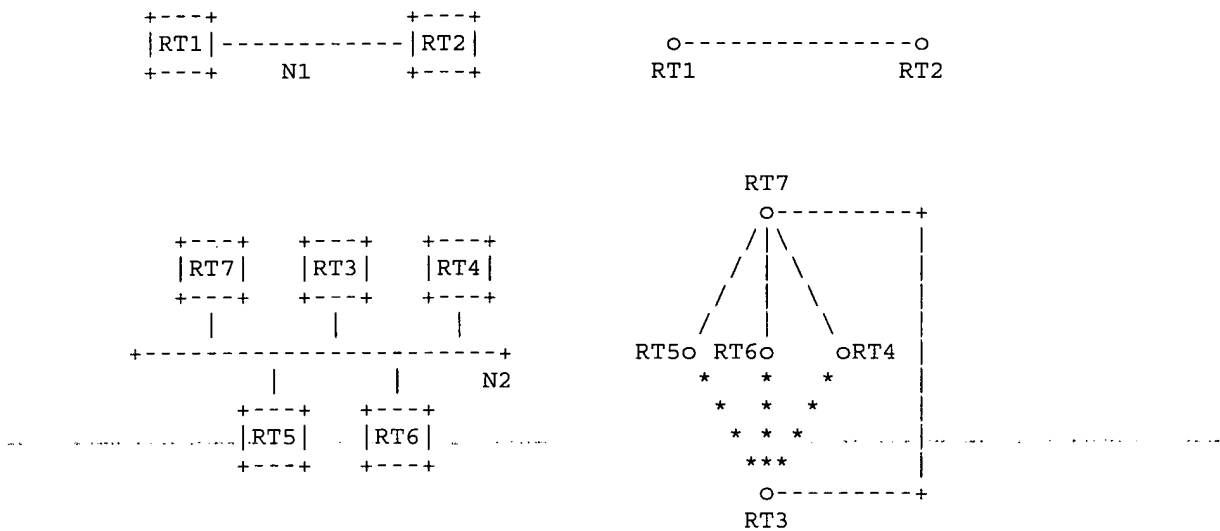 RT1 RT2
N1 RT1 RT2
RT7
RT7 RT3 RT4
RT5 RT6 RT4
N2
RT5 RT6
RT3